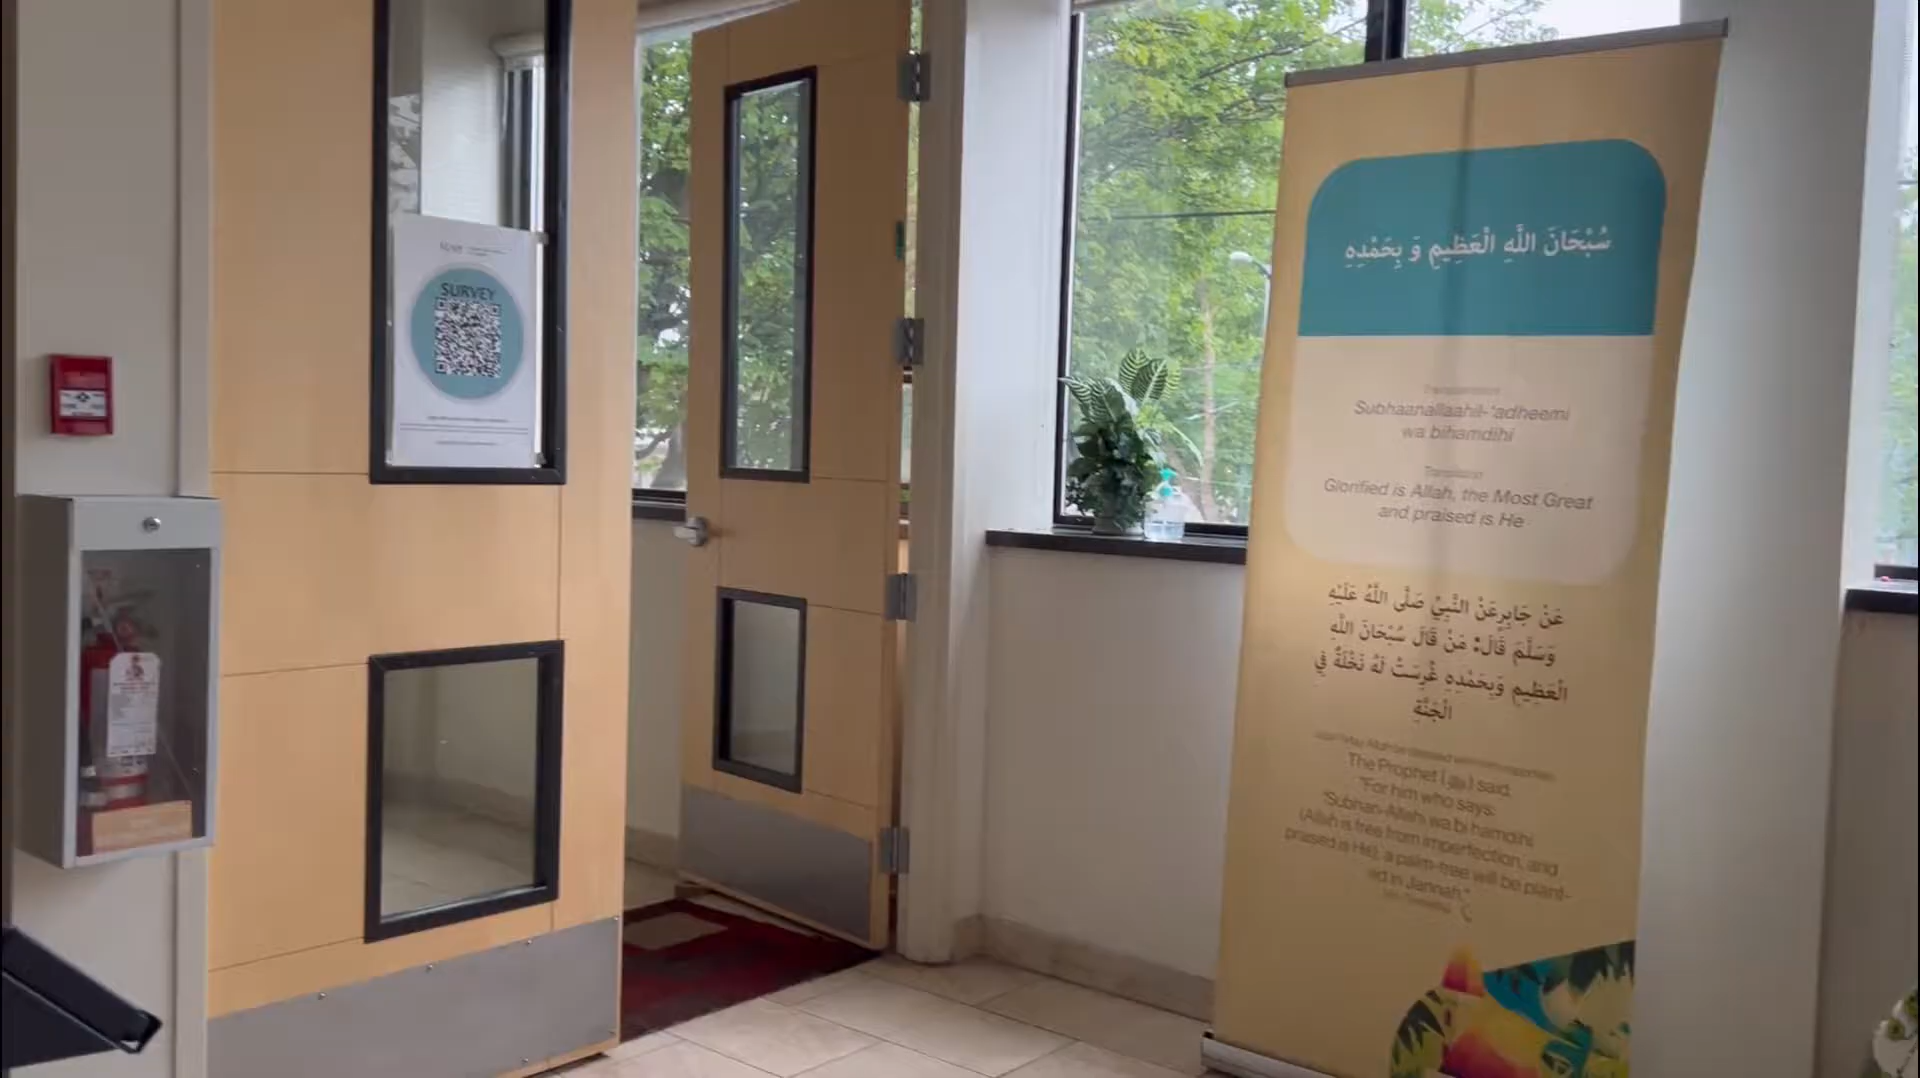 SURVEY
سُبْحَانَ اللَّهِ الْعَظِيمِ وَ بِحَمْدِهِ
Transliteration
Subhaanallaahil-'adheemi
wa bihamdihi
Translation
Glorified is Allah, the Most Great
and praised is He
عَنْ جَابِرٍعَنْ النَّبِيِّ صَلَّى اللَّهُ عَلَيْهِ
وَسَلَّمَ قَالَ: مَنْ قَالَ سُبْحَانَ اللَّهِ
الْعَظِيمِ وَبِحَمْدِهِ غُرِسَتْ لَهُ نَخْلَةٌ فِي
الْجَنَّةِ
The Prophet (ﷺ) said,
"For him who says:
'Subhan-Allahi wa bi hamdihi
(Allah is free from imperfection, and
praised is He), a palm-tree will be plant-
ed in Jannah."